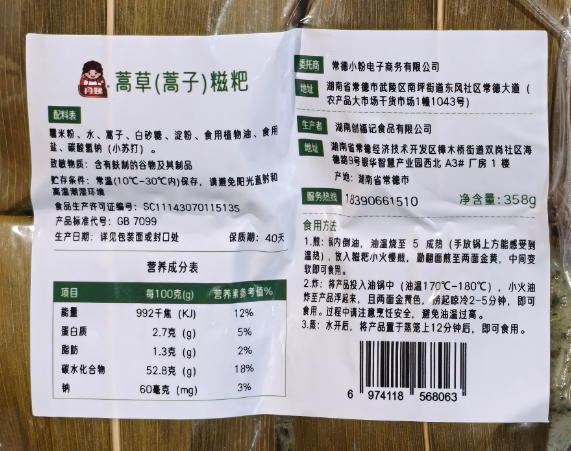 蒿草(蒿子)糍粑
配料表
糯米粉、水、蒿子、白砂糖、淀粉、食用植物油、食用
盐、碳酸氢钠（小苏打）。
致敏物质：含有麸制的谷物及其制品
贮存条件：常温(10℃-30℃内)保存，请避免阳光直射和
高温潮湿环境
食品生产许可证编号：SC11143070115135
产品标准代号：GB 7099
生产日期：详见包装面或封口处 保质期：40天
营养成分表
项目 每100克(g) 营养素参考值%
能量 992千焦 (KJ) 12%
蛋白质 2.7克 (g) 5%
脂肪 1.3克 (g) 2%
碳水化合物 52.8克 (g) 18%
钠 60毫克 (mg) 3%
委托商 常德小粉电子商务有限公司
地址 湖南省常德市武陵区南坪街道东风社区常德大道（
农产品大市场干货市场1幢1043号）
生产者 湖南创福记食品有限公司
地址 湖南省常德经济技术开发区樟木桥街道双岗社区海
德路9号银华智慧产业园西北 A3# 厂房 1 楼
产地：湖南省常德市
服务热线 18390661510 净含量：358g
食用方法
1.煎：锅内倒油，油温烧至 5 成热（手放锅上方能感受到
温热），放入糍粑小火慢煎，勤翻面煎至两面金黄，中间变
软即可食用。
2.炸：将产品投入油锅中（油温170℃-180℃），小火油
炸至产品浮起来，且两面金黄色，捞起晾冷2-5分钟，即可
食用。过程中请注意烹饪安全，避免油温过高。
3.蒸：水开后，将产品置于蒸笼上12分钟后，即可食用。
6 974118 568063